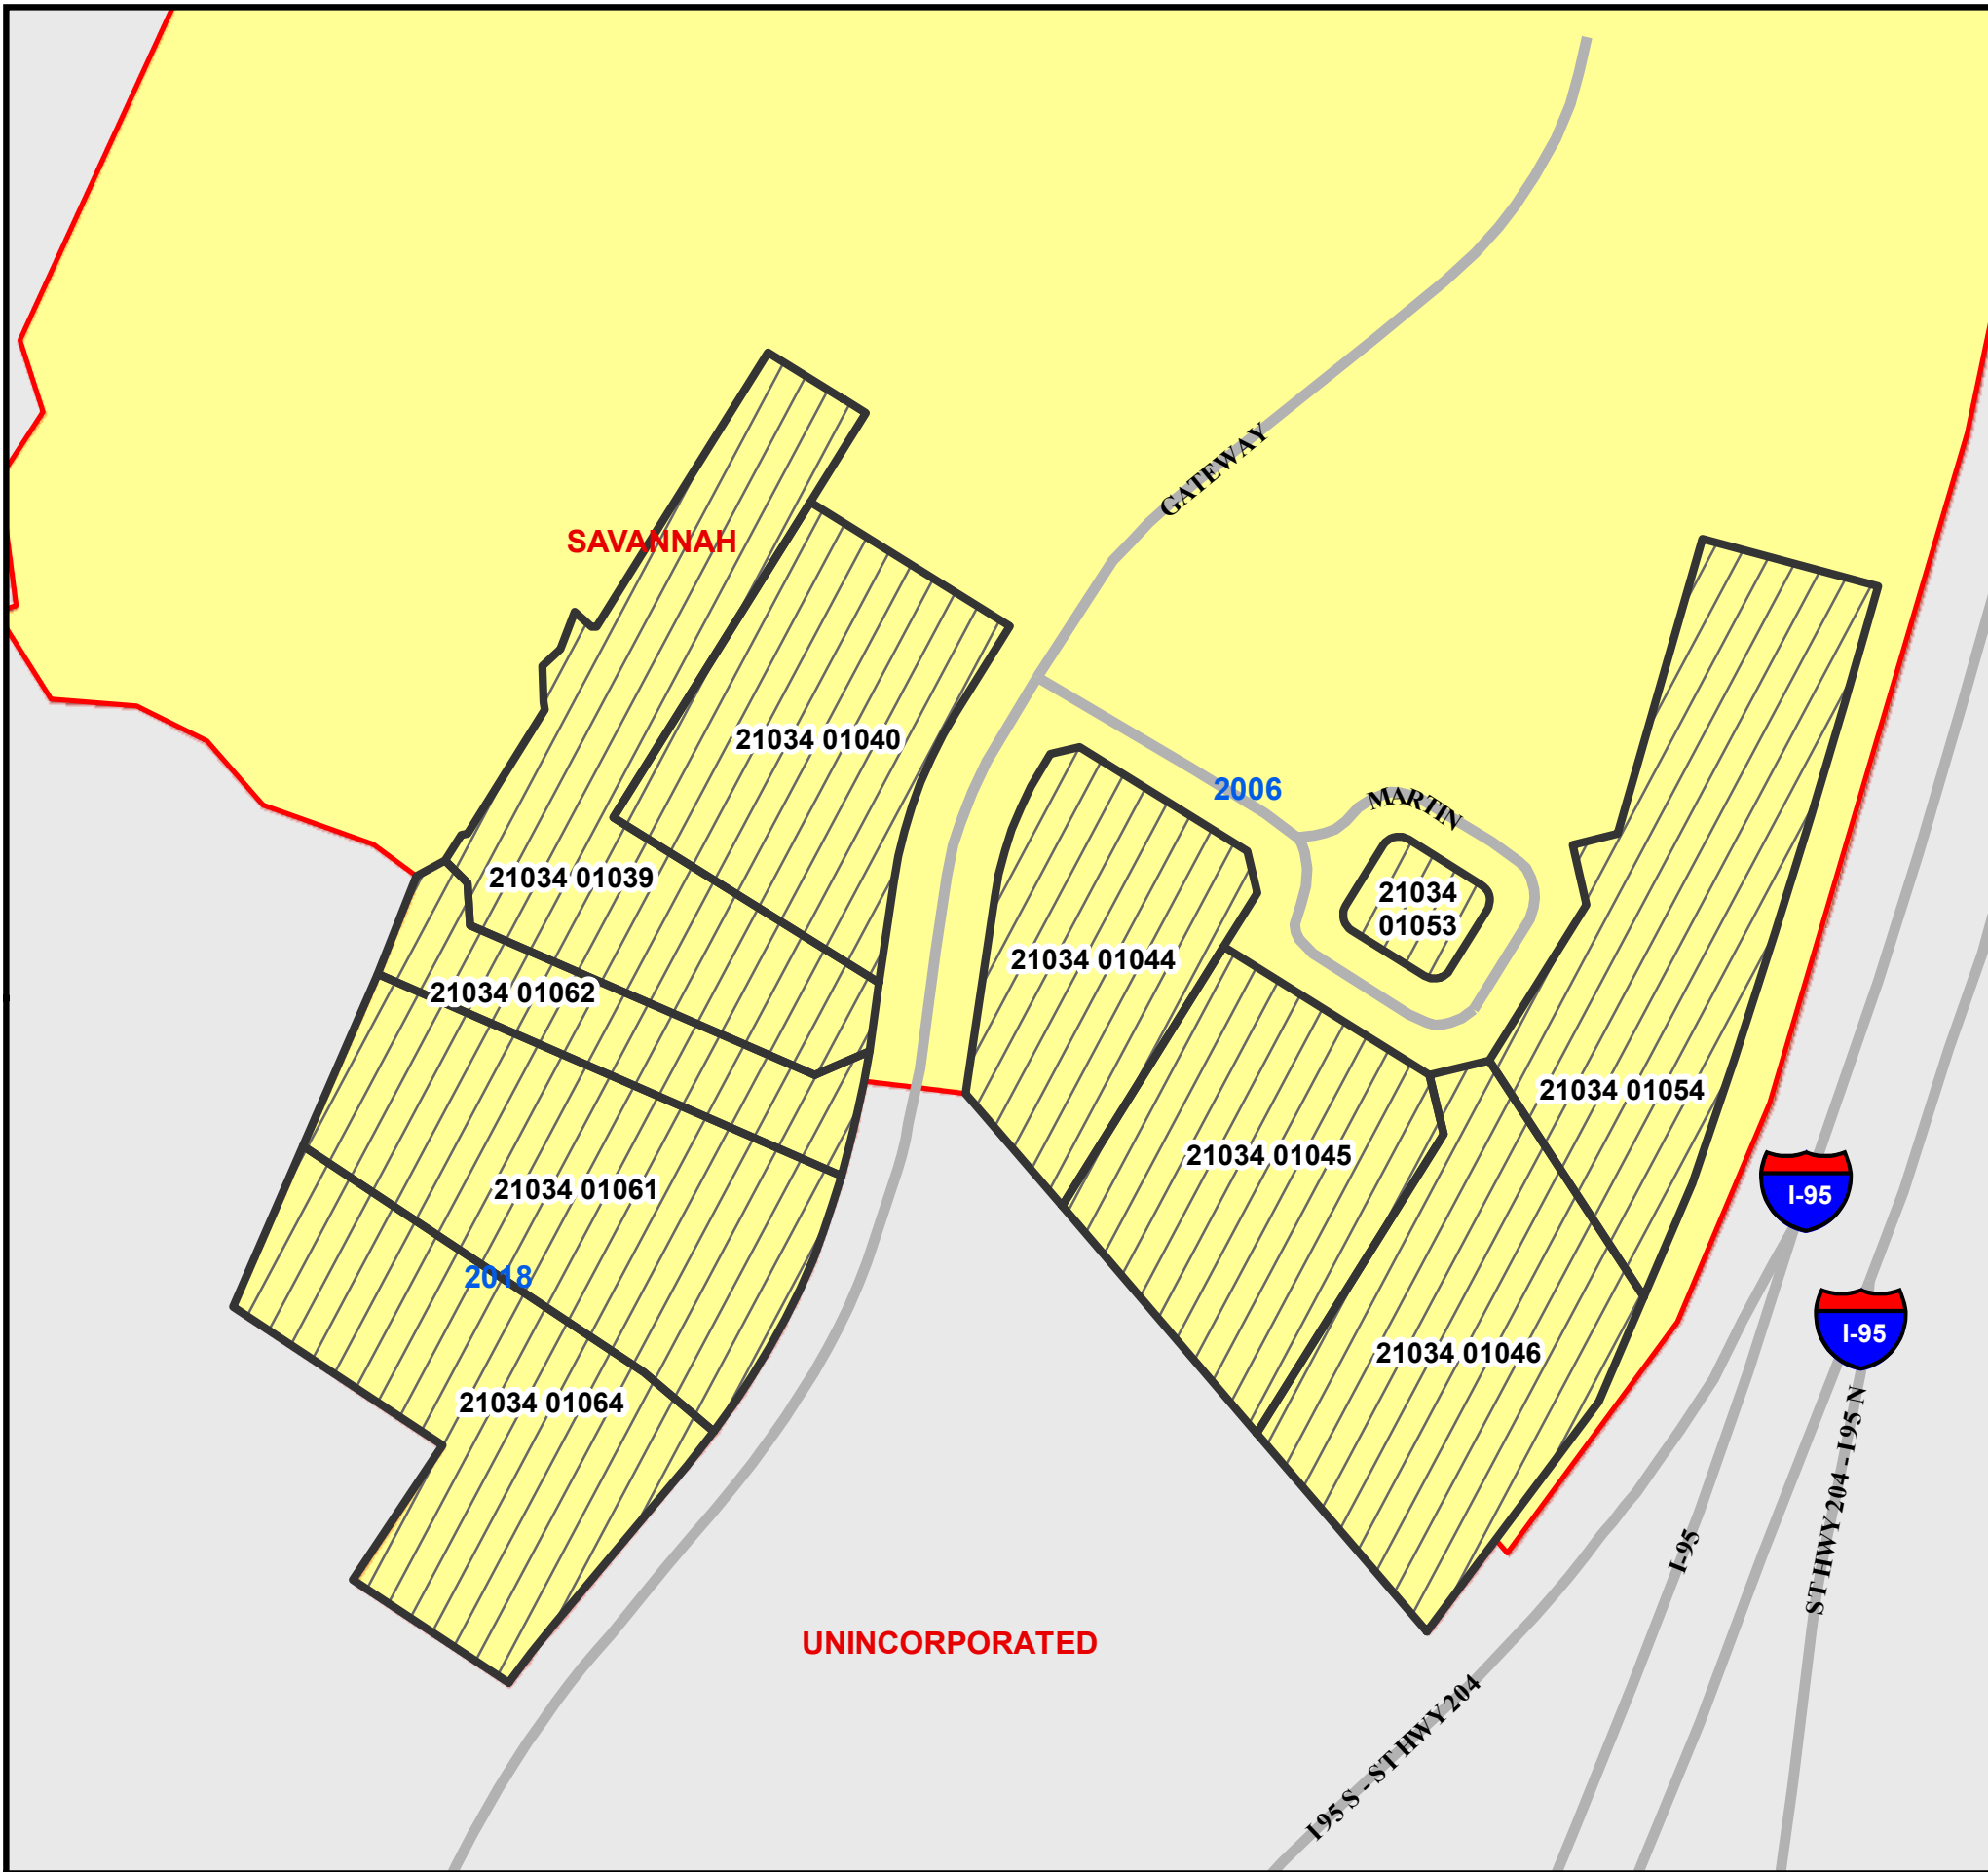 GATEWAY
SAVANNAH
21034 01040
2006
MARTIN
21034 01039
21034
01053
21034 01044
21034 01062
21034 01054
21034 01045
21034 01061
I-95
2018
I-95
21034 01046
21034 01064
ST HWY 204 - I 95 N
I-95
UNINCORPORATED
I 95 S - ST HWY 204